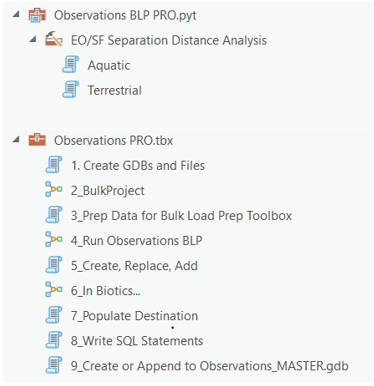 Observations BLP PRO.pyt
EO/SF Separation Distance Analysis
Aquatic
Terrestrial
Observations PRO.tbx
1. Create GDBs and Files
2_BulkProject
3_Prep Data for Bulk Load Prep Toolbox
4_Run Observations BLP
5_Create, Replace, Add
6_In Biotics...
7_Populate Destination
8_Write SQL Statements
9_Create or Append to Observations_MASTER.gdb